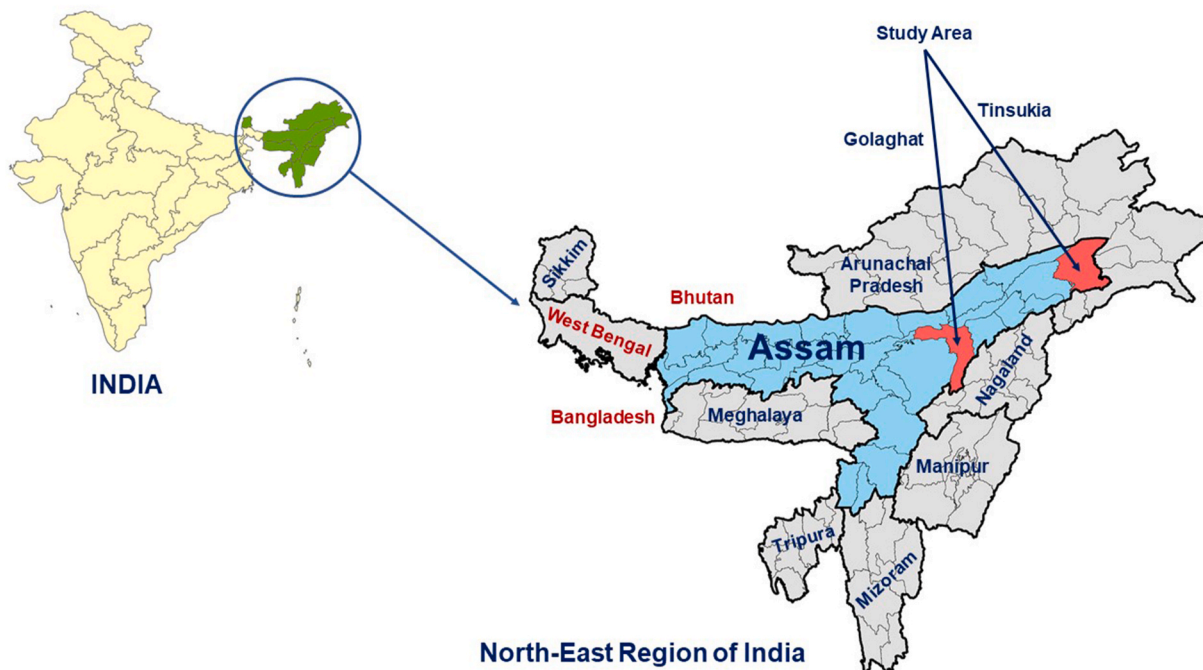 Study Area
Tinsukia
Golaghat
Sikkim
Arunachal
Pradesh
Bhutan
West Bengal
Assam
INDIA
Nagaland
Bangladesh
Meghalaya
Manipur
Tripura
Mizoram
North-East Region of India